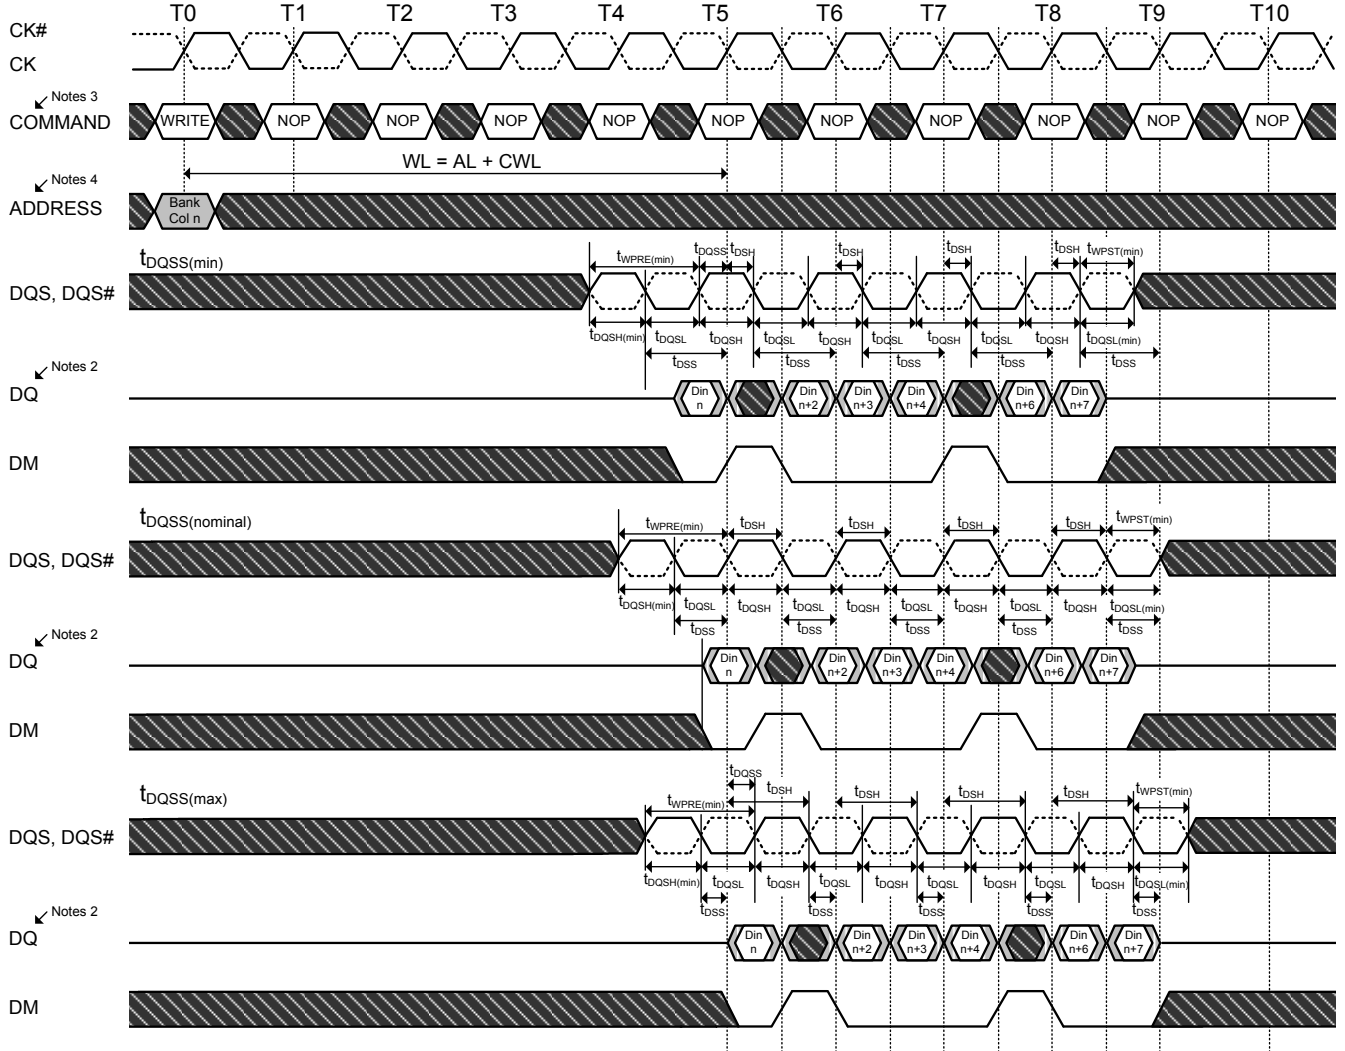 T0 T1 T2 T3 T4 T5 T6 T7 T8 T9 T10
CK#
CK
Notes 3
COMMAND WRITE NOP NOP NOP NOP NOP NOP NOP NOP NOP NOP
WL = AL + CWL
Notes 4
ADDRESS Bank Col n
tDQSS(min) tWPRE(min) tDQSS tDSH tDSH tDSH tDSH tWPST(min)
DQS, DQS#
tDQSH(min) tDQSL tDQSH tDQSL tDQSH tDQSL tDQSH tDQSL tDQSH tDQSL(min)
tDSS tDSS tDSS tDSS tDSS
Notes 2
DQ Din n Din n+2 Din n+3 Din n+4 Din n+6 Din n+7
DM
tDQSS(nominal) tWPRE(min) tDSH tDSH tDSH tDSH tWPST(min)
DQS, DQS#
tDQSH(min) tDQSL tDQSH tDQSL tDQSH tDQSL tDQSH tDQSL tDQSH tDQSL(min)
tDSS tDSS tDSS tDSS tDSS
Notes 2
DQ Din n Din n+2 Din n+3 Din n+4 Din n+6 Din n+7
DM
tDQSS
tDQSS(max) tWPRE(min) tDSH tDSH tDSH tDSH tWPST(min)
DQS, DQS#
tDQSH(min) tDQSL tDQSH tDQSL tDQSH tDQSL tDQSH tDQSL tDQSH tDQSL(min)
tDSS tDSS tDSS tDSS tDSS
Notes 2
DQ Din n Din n+2 Din n+3 Din n+4 Din n+6 Din n+7
DM